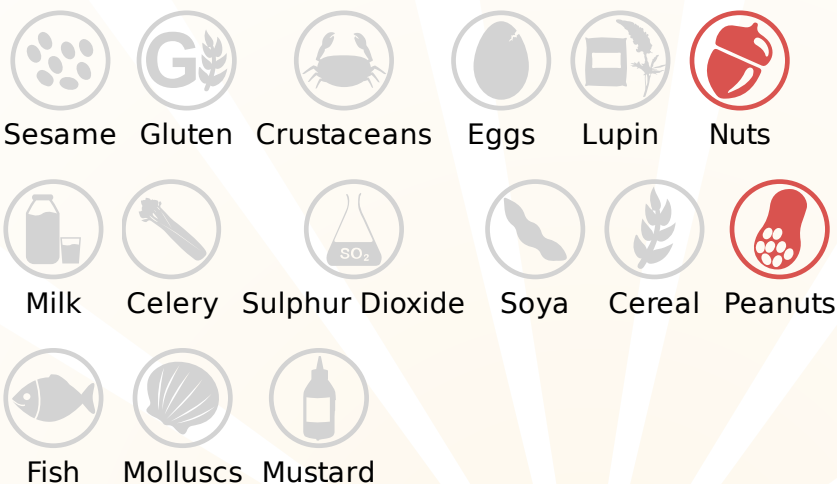 G
Sesame Gluten Crustaceans Eggs Lupin Nuts
SO₂
Milk Celery Sulphur Dioxide Soya Cereal Peanuts
Fish Molluscs Mustard